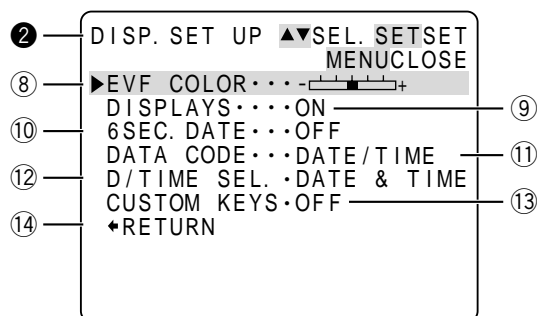 ❷ DISP. SET UP ▲▼SEL. SETSET
MENUCLOSE
⑧ ▶EVF COLOR・・・-+
DISPLAYS・・・・ON ⑨
⑩ 6SEC. DATE・・・OFF
DATA CODE・・・DATE/TIME ⑪
⑫ D/TIME SEL. ・DATE & TIME
CUSTOM KEYS・OFF ⑬
⑭ RETURN